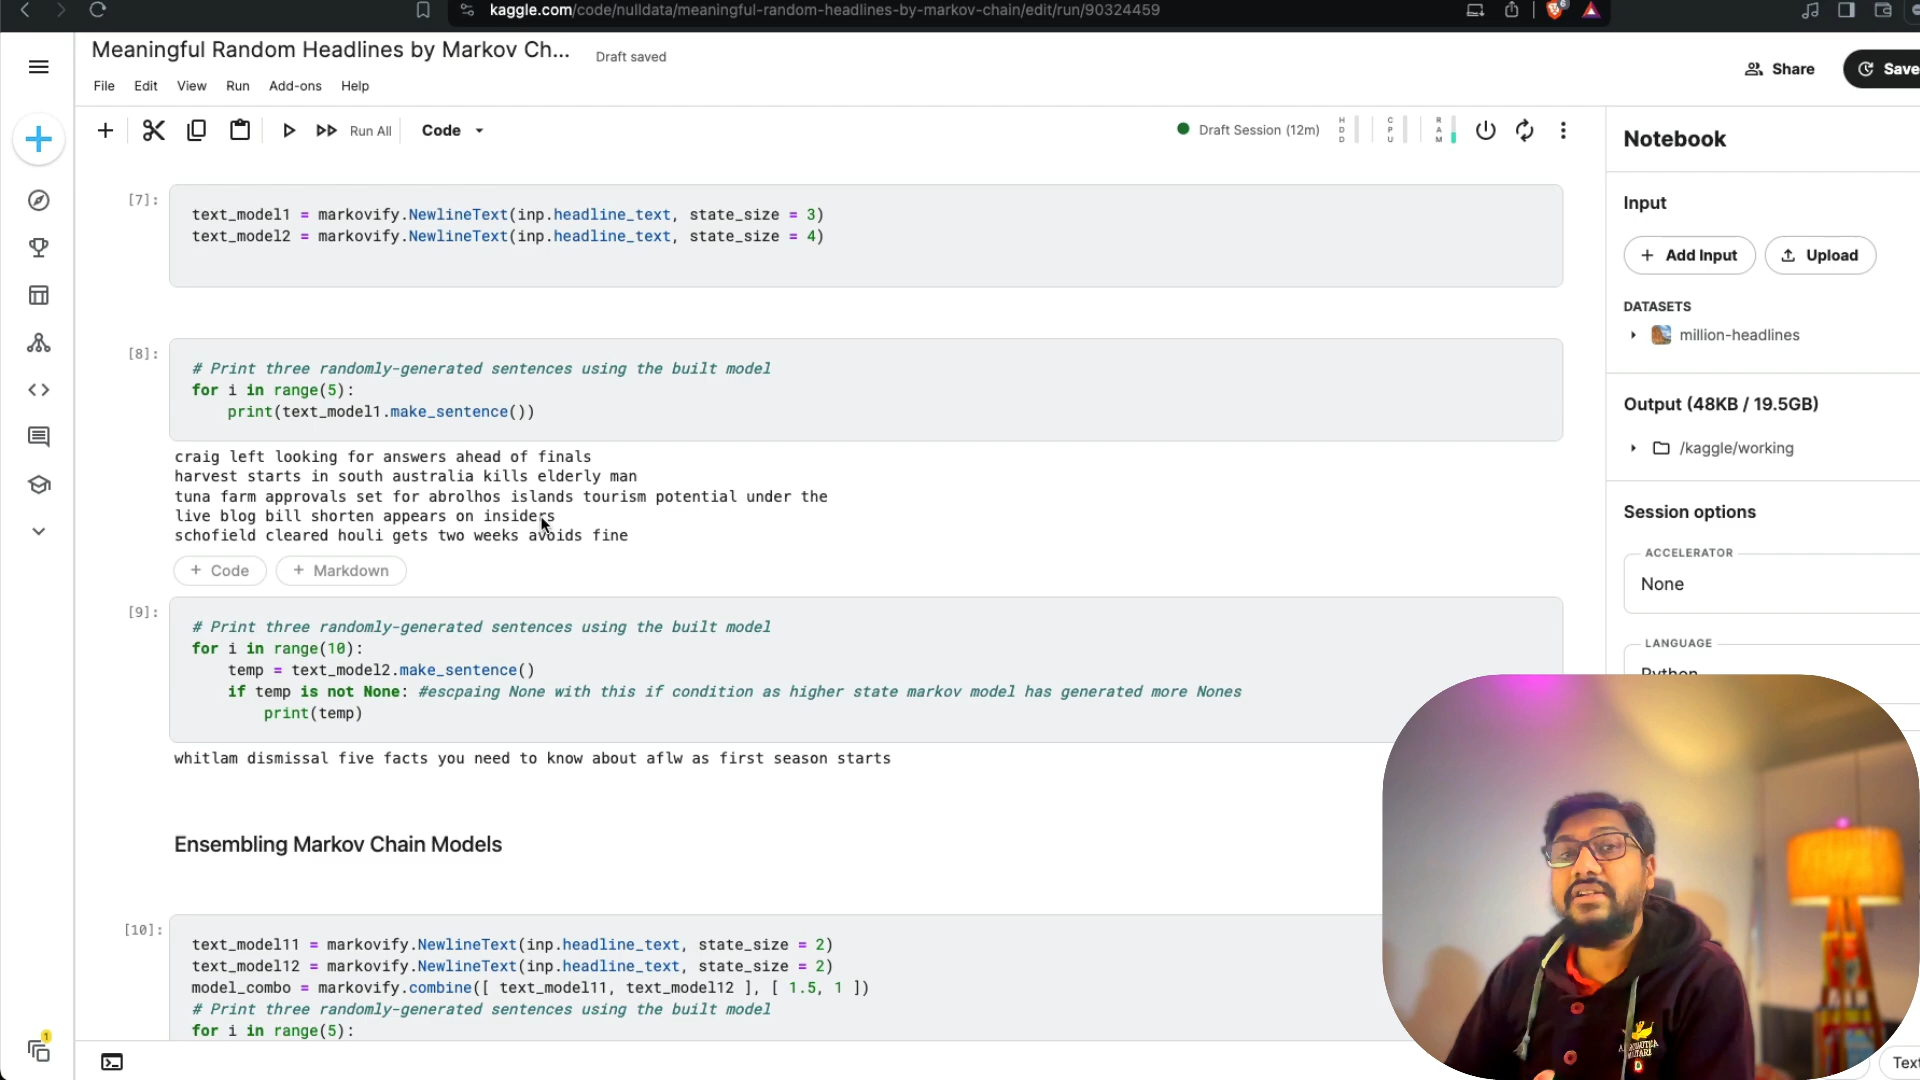 kaggle.com/code/nulldata/meaningful-random-headlines-by-markov-chain/edit/run/90324459
6
Meaningful Random Headlines by Markov Ch...
Draft saved
Share
Save
File Edit View Run Add-ons Help
Run All
Code
Draft Session (12m)
HDD
CPU
RAM
Notebook
[7]:
text_model1 = markovify.NewlineText(inp.headline_text, state_size = 3)
text_model2 = markovify.NewlineText(inp.headline_text, state_size = 4)
Input
Add Input
Upload
DATASETS
million-headlines
[8]:
# Print three randomly-generated sentences using the built model
for i in range(5):
print(text_model1.make_sentence())
Output (48KB / 19.5GB)
/kaggle/working
craig left looking for answers ahead of finals
harvest starts in south australia kills elderly man
tuna farm approvals set for abrolhos islands tourism potential under the
live blog bill shorten appears on insiders
schofield cleared houli gets two weeks avoids fine
+ Code
+ Markdown
Session options
ACCELERATOR
None
LANGUAGE
Python
[9]:
# Print three randomly-generated sentences using the built model
for i in range(10):
temp = text_model2.make_sentence()
if temp is not None: #escpaing None with this if condition as higher state markov model has generated more Nones
print(temp)
whitlam dismissal five facts you need to know about aflw as first season starts
Ensembling Markov Chain Models
[10]:
text_model11 = markovify.NewlineText(inp.headline_text, state_size = 2)
text_model12 = markovify.NewlineText(inp.headline_text, state_size = 2)
model_combo = markovify.combine([ text_model11, text_model12 ], [ 1.5, 1 ])
# Print three randomly-generated sentences using the built model
for i in range(5):
1
Text